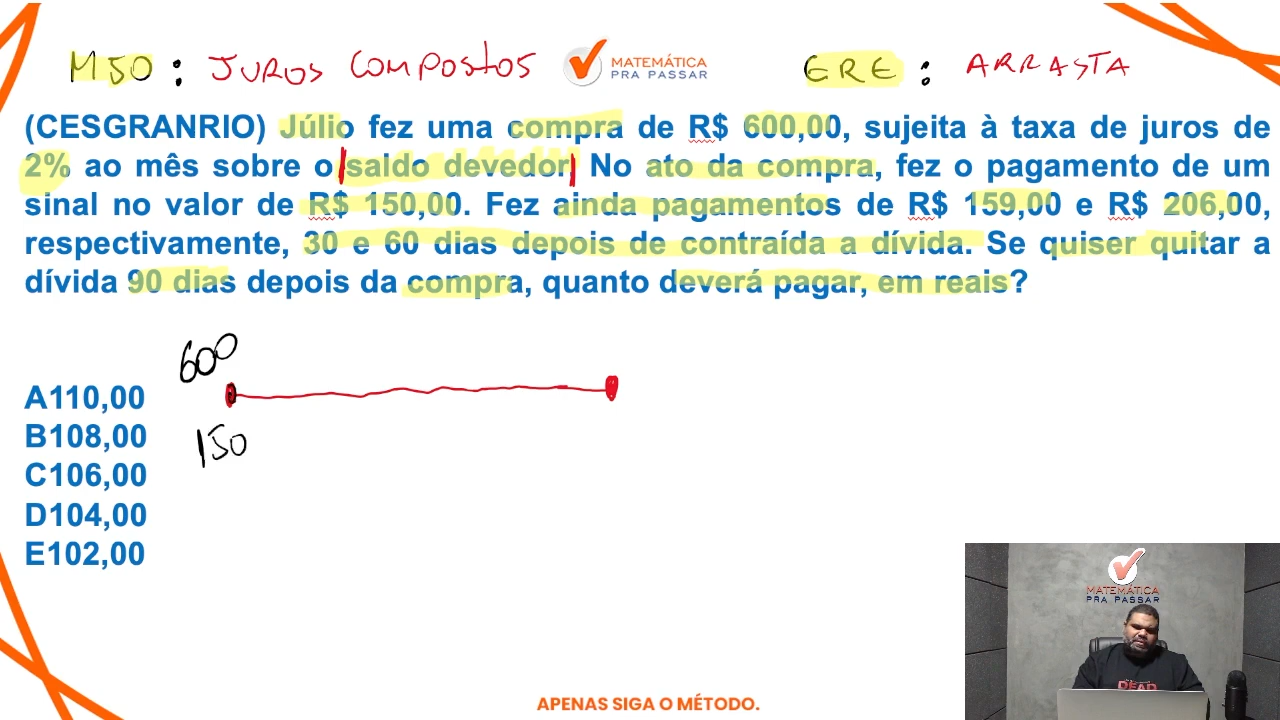 M50 : JUROS COMPOSTOS
MATEMÁTICA
PRA PASSAR
ERE : ARRASTA
(CESGRANRIO) Júlio fez uma compra de R$ 600,00, sujeita à taxa de juros de
2% ao mês sobre o saldo devedor. No ato da compra, fez o pagamento de um
sinal no valor de R$ 150,00. Fez ainda pagamentos de R$ 159,00 e R$ 206,00,
respectivamente, 30 e 60 dias depois de contraída a dívida. Se quiser quitar a
dívida 90 dias depois da compra, quanto deverá pagar, em reais?
600
150
A110,00
B108,00
C106,00
D104,00
E102,00
MATEMÁTICA
PRA PASSAR
DEAD
APENAS SIGA O MÉTODO.